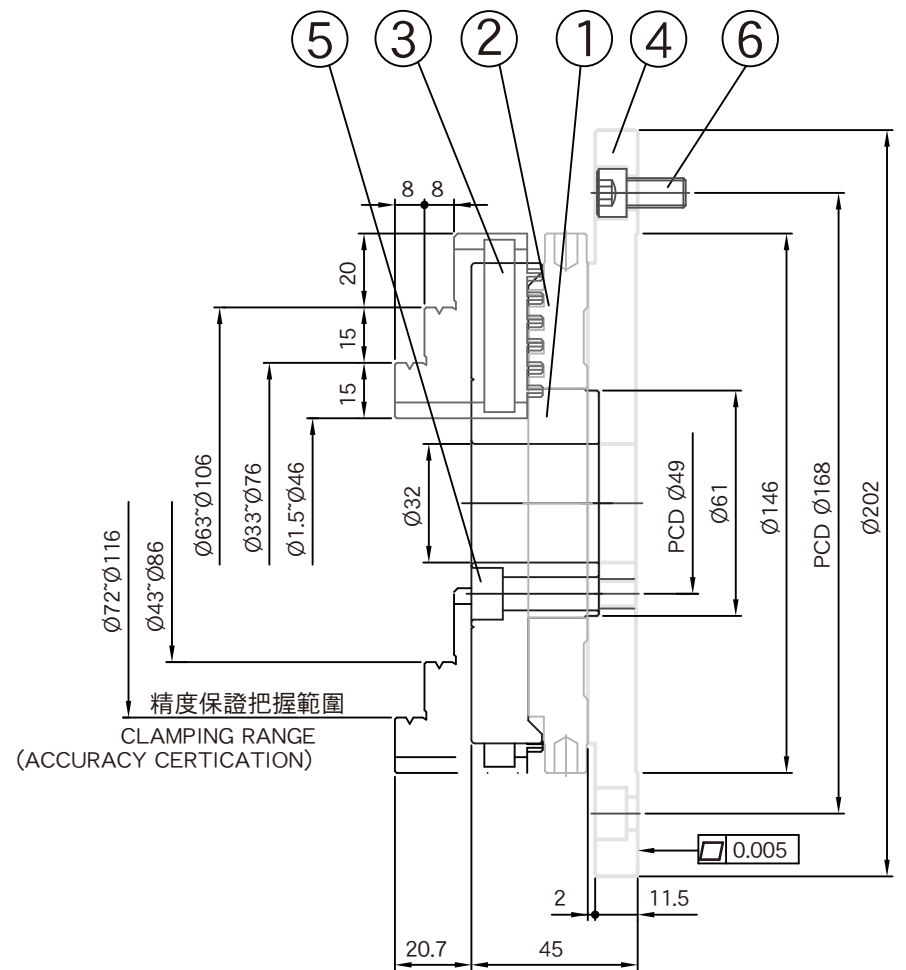 ⑤ ③ ② ① ④ ⑥
8 8
20
15
15
Ø63~Ø106
Ø33~Ø76
Ø1.5~Ø46
Ø32
PCD Ø49
Ø61
Ø146
PCD Ø168
Ø202
Ø72~Ø116
Ø43~Ø86
精度保證把握範圍
CLAMPING RANGE
(ACCURACY CERTICATION)
0.005
2 11.5
20.7 45